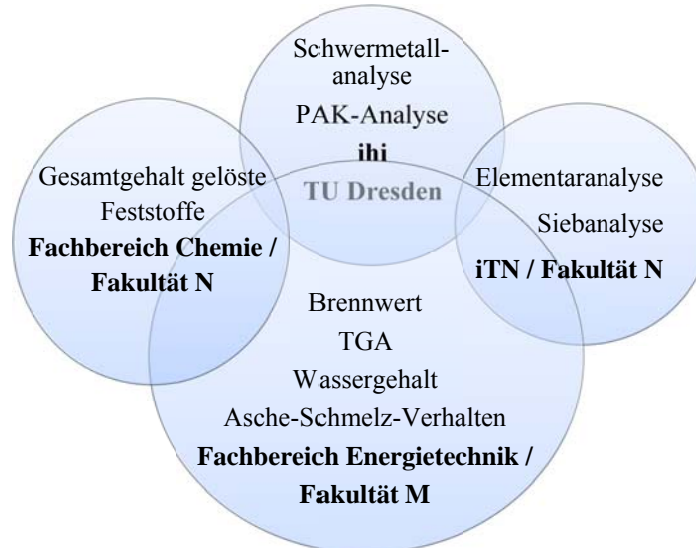 Schwermetall-
analyse
PAK-Analyse
ihi
TU Dresden
Gesamtgehalt gelöste
Feststoffe
Fachbereich Chemie /
Fakultät N
Elementaranalyse
Siebanalyse
iTN / Fakultät N
Brennwert
TGA
Wassergehalt
Asche-Schmelz-Verhalten
Fachbereich Energietechnik /
Fakultät M